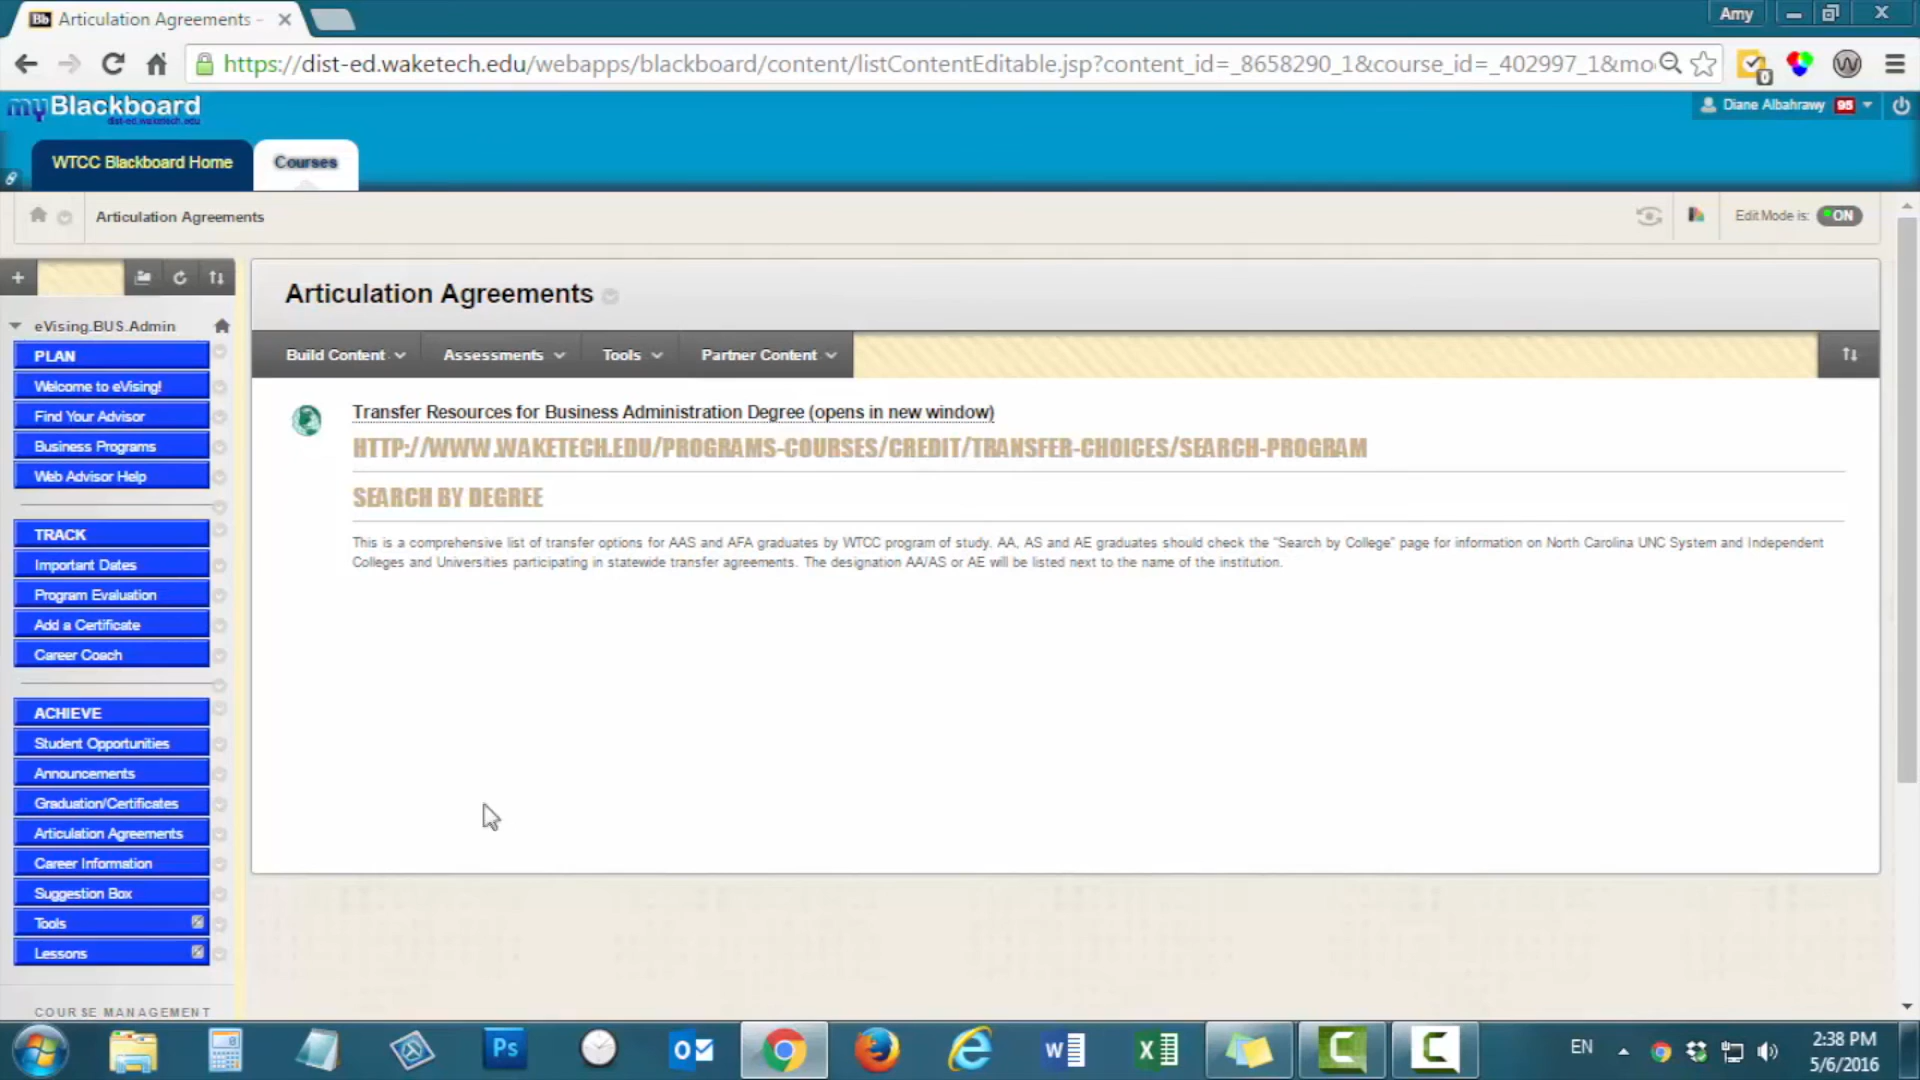 Articulation Agreements -
Amy
https://dist-ed.waketech.edu/webapps/blackboard/content/listContentEditable.jsp?content_id=_8658290_1&course_id=_402997_1&mo
0
myBlackboard
dist-ed.waketech.edu
Diane Albahrawy 95
WTCC Blackboard Home
Courses
Articulation Agreements
Edit Mode is: ON
eVising.BUS.Admin
PLAN
Welcome to eVising!
Find Your Advisor
Business Programs
Web Advisor Help
TRACK
Important Dates
Program Evaluation
Add a Certificate
Career Coach
ACHIEVE
Student Opportunities
Announcements
Graduation/Certificates
Articulation Agreements
Career Information
Suggestion Box
Tools
Lessons
COURSE MANAGEMENT
Articulation Agreements
Build Content
Assessments
Tools
Partner Content
Transfer Resources for Business Administration Degree (opens in new window)
HTTP://WWW.WAKETECH.EDU/PROGRAMS-COURSES/CREDIT/TRANSFER-CHOICES/SEARCH-PROGRAM
SEARCH BY DEGREE
This is a comprehensive list of transfer options for AAS and AFA graduates by WTCC program of study. AA, AS and AE graduates should check the "Search by College" page for information on North Carolina UNC System and Independent
Colleges and Universities participating in statewide transfer agreements. The designation AA/AS or AE will be listed next to the name of the institution.
EN
2:38 PM
5/6/2016